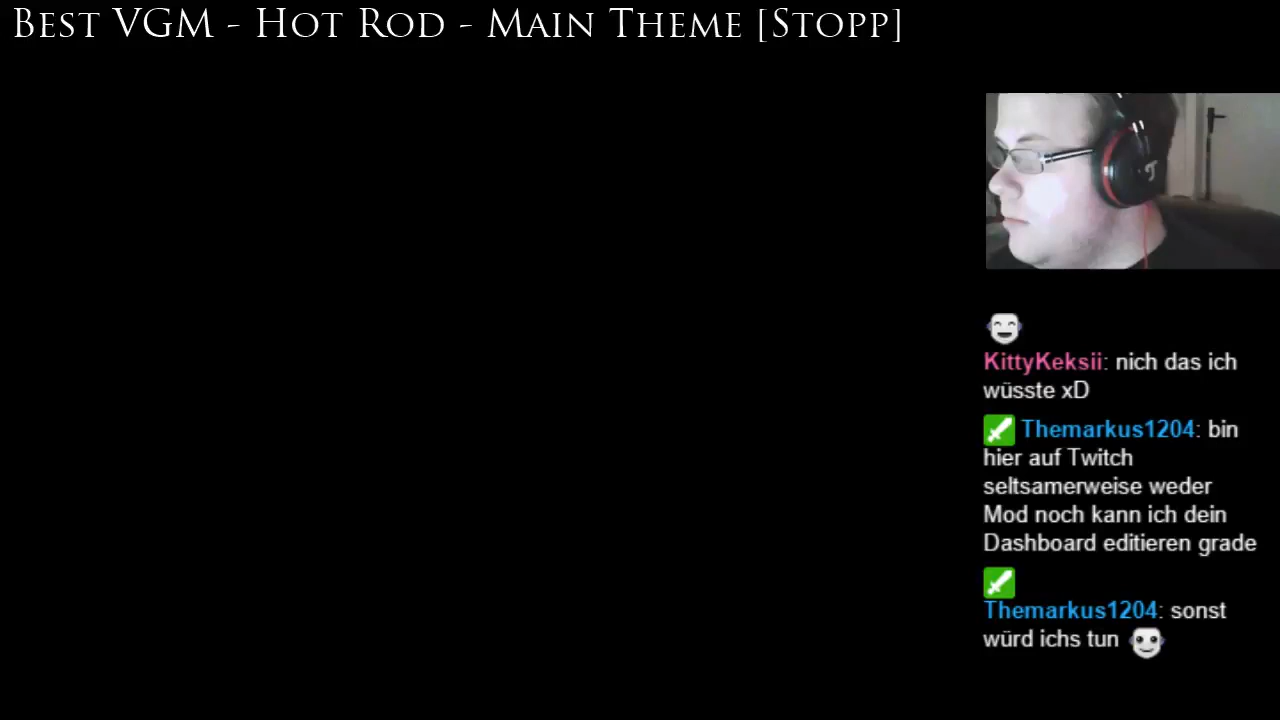 Best VGM - Hot Rod - Main Theme [Stopp]
KittyKeksii: nich das ich
wüsste xD
Themarkus1204: bin
hier auf Twitch
seltsamerweise weder
Mod noch kann ich dein
Dashboard editieren grade
Themarkus1204: sonst
würd ichs tun